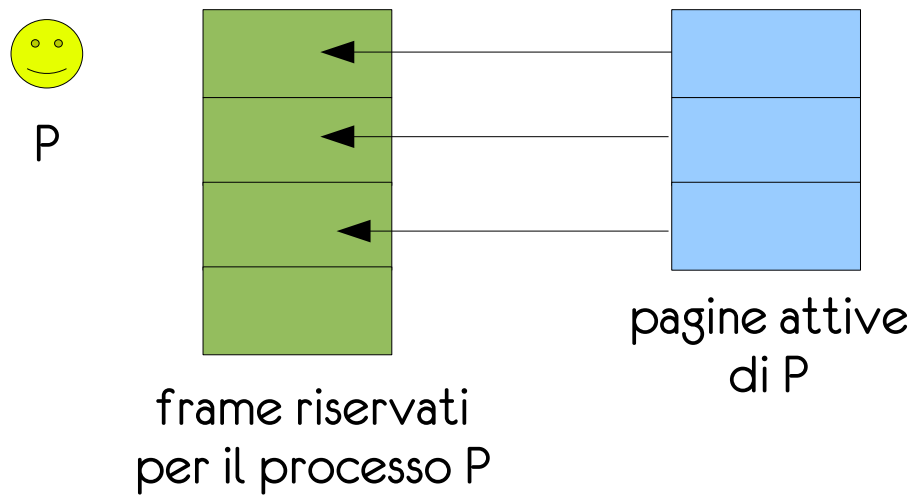 P
frame riservati
per il processo P
pagine attive
di P